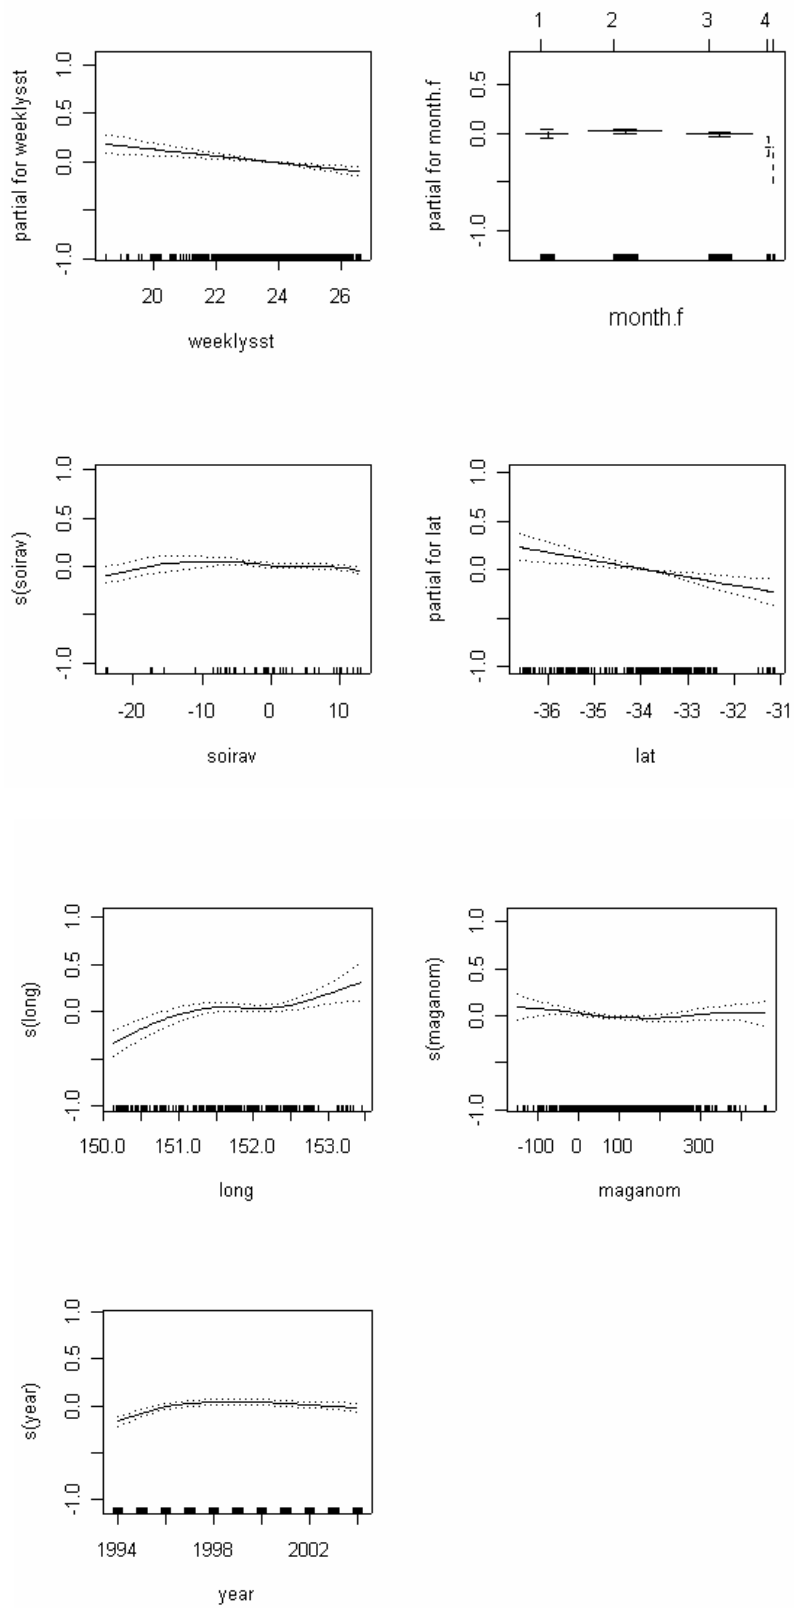 1 2 3 4
partial for weeklysst
1.0
0.5
0.0
-1.0
20 22 24 26
weeklysst
partial for month.f
0.5
0.0
-1.0
month.f
s(soirav)
1.0
0.5
0.0
-1.0
-20 -10 0 10
soirav
partial for lat
1.0
0.5
0.0
-1.0
-36 -35 -34 -33 -32 -31
lat
s(long)
1.0
0.5
0.0
-1.0
150.0 151.0 152.0 153.0
long
s(maganom)
1.0
0.5
0.0
-1.0
-100 0 100 300
maganom
s(year)
1.0
0.5
0.0
-1.0
1994 1998 2002
year